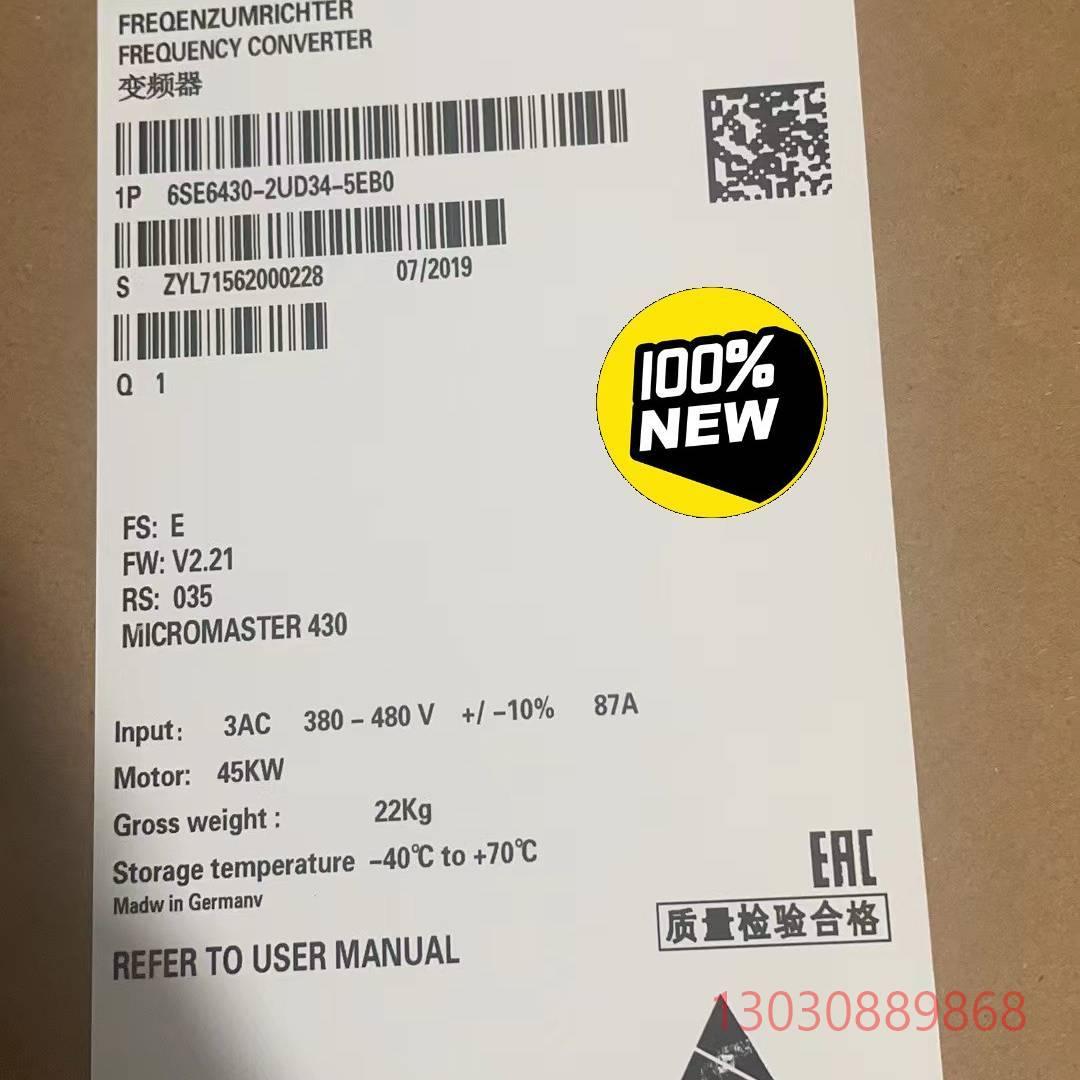 FREQENZUMRICHTER
FREQUENCY CONVERTER
变频器
1P 6SE6430-2UD34-5EB0
S ZYL71562000228 07/2019
Q 1
100%
NEW
FS: E
FW: V2.21
RS: 035
MICROMASTER 430
Input: 3AC 380 - 480 V +/ -10% 87A
Motor: 45KW
Gross weight : 22Kg
Storage temperature -40℃ to +70℃
Madw in Germanv
EAC
质量检验合格
REFER TO USER MANUAL
13030889868